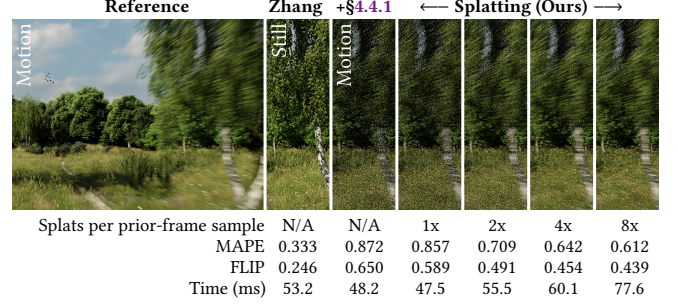 Reference Zhang +§4.4.1 ⟵ Splatting (Ours) ⟶
Motion Still Motion
Splats per prior-frame sample N/A N/A 1x 2x 4x 8x
MAPE 0.333 0.872 0.857 0.709 0.642 0.612
FLIP 0.246 0.650 0.589 0.491 0.454 0.439
Time (ms) 53.2 48.2 47.5 55.5 60.1 77.6